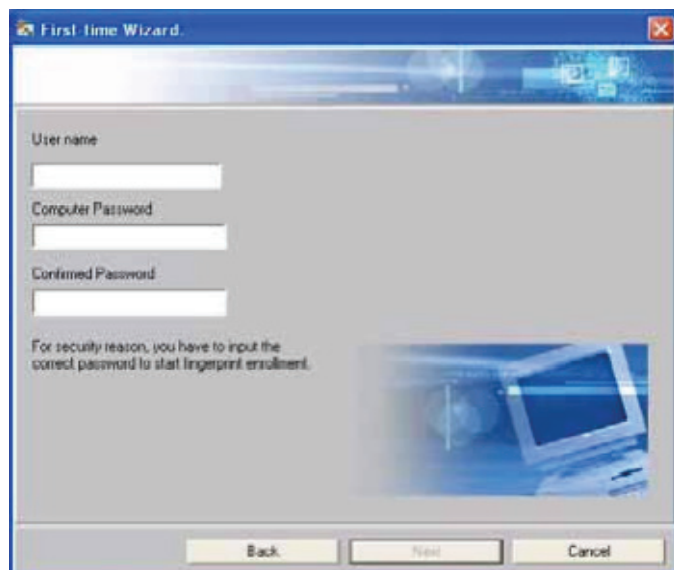 First-time Wizard.
User name
Computer Password
Confirmed Password
For security reason, you have to input the
correct password to start fingerprint enrollment.
Back
Next
Cancel